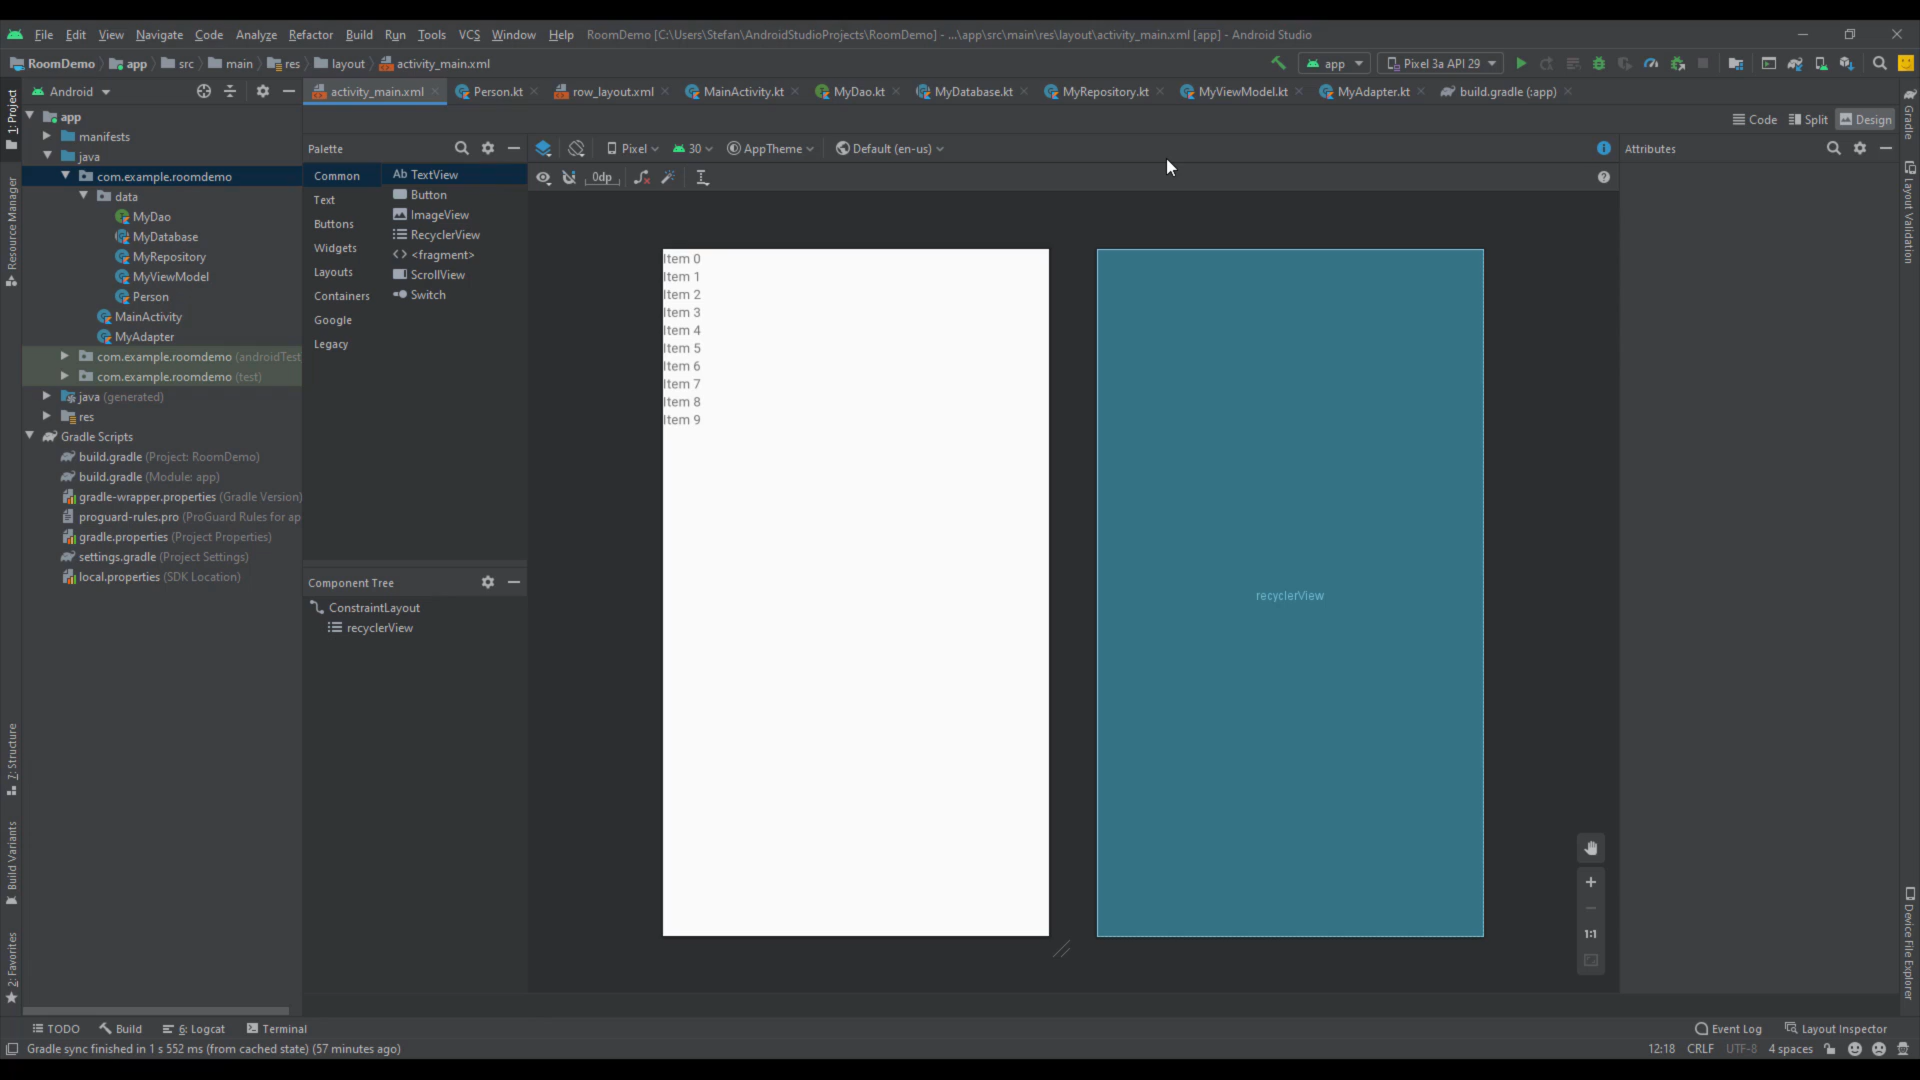 File Edit View Navigate Code Analyze Refactor Build Run Tools VCS Window Help RoomDemo [C:\Users\Stefan\AndroidStudioProjects\RoomDemo] - ...\app\src\main\res\layout\activity_main.xml [app] - Android Studio
RoomDemo app src main res layout activity_main.xml app Pixel 3a API 29
Android activity_main.xml Person.kt row_layout.xml MainActivity.kt MyDao.kt MyDatabase.kt MyRepository.kt MyViewModel.kt MyAdapter.kt build.gradle (:app)
Code Split Design
Palette Pixel 30 AppTheme Default (en-us) Attributes
0dp
1: Project
Resource Manager
7: Structure
Build Variants
2: Favorites
app
manifests
java
com.example.roomdemo
data
MyDao
MyDatabase
MyRepository
MyViewModel
Person
MainActivity
MyAdapter
com.example.roomdemo (androidTest
com.example.roomdemo (test)
java (generated)
res
Gradle Scripts
build.gradle (Project: RoomDemo)
build.gradle (Module: app)
gradle-wrapper.properties (Gradle Version)
proguard-rules.pro (ProGuard Rules for ap
gradle.properties (Project Properties)
settings.gradle (Project Settings)
local.properties (SDK Location)
Common
Text
Buttons
Widgets
Layouts
Containers
Google
Legacy
Ab TextView
Button
ImageView
RecyclerView
<fragment>
ScrollView
Switch
Component Tree
ConstraintLayout
recyclerView
Item 0
Item 1
Item 2
Item 3
Item 4
Item 5
Item 6
Item 7
Item 8
Item 9
recyclerView
1:1
Gradle
Layout Validation
Device File Explorer
TODO Build 6: Logcat Terminal Event Log Layout Inspector
Gradle sync finished in 1 s 552 ms (from cached state) (57 minutes ago) 12:18 CRLF UTF-8 4 spaces